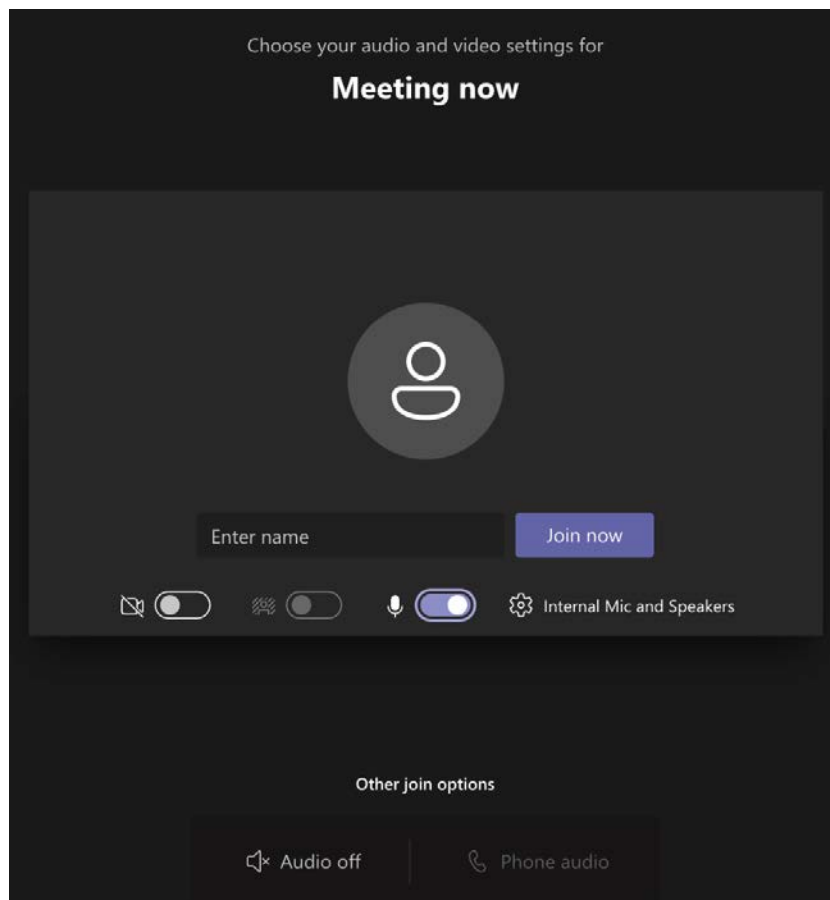 Choose your audio and video settings for
Meeting now
Enter name
Join now
Internal Mic and Speakers
Other join options
Audio off
Phone audio